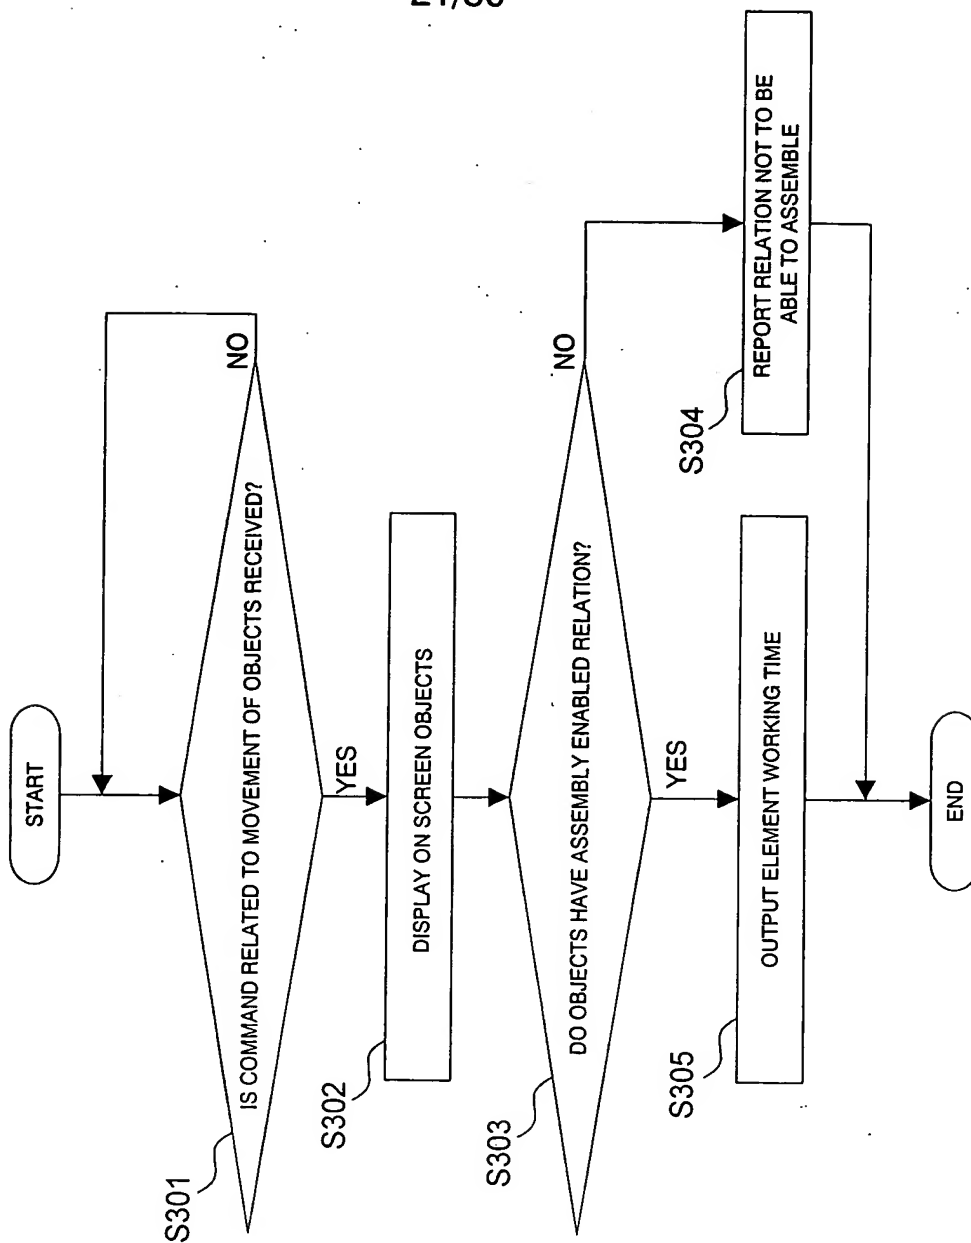 START
IS COMMAND RELATED TO MOVEMENT OF OBJECTS RECEIVED?
S301
NO
YES
DISPLAY ON SCREEN OBJECTS
S302
DO OBJECTS HAVE ASSEMBLY ENABLED RELATION?
S303
NO
YES
REPORT RELATION NOT TO BE
ABLE TO ASSEMBLE
S304
OUTPUT ELEMENT WORKING TIME
S305
END